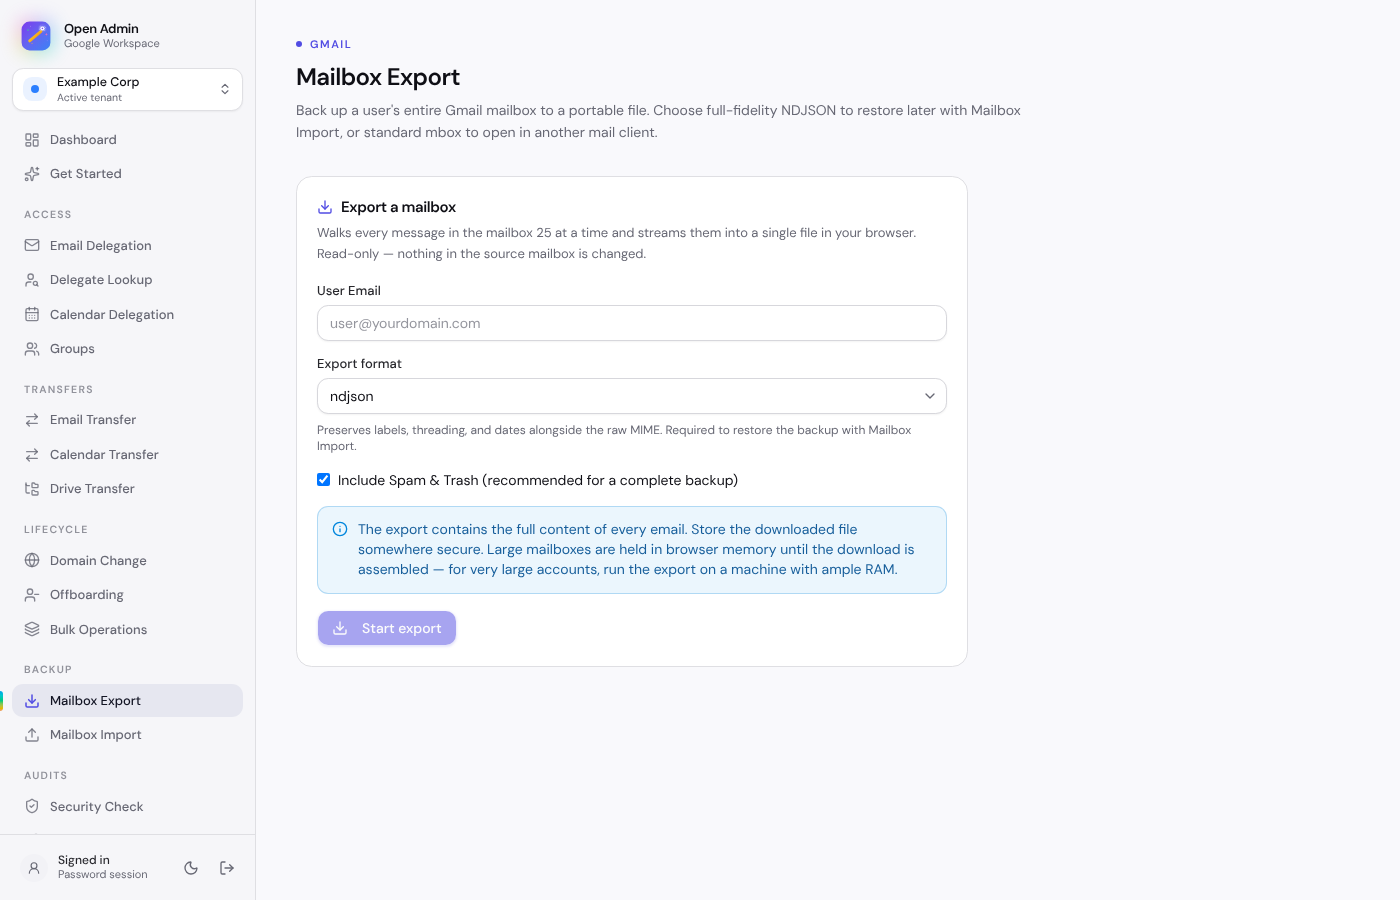 Open Admin
Google Workspace
Example Corp
Active tenant
Dashboard
Get Started
ACCESS
Email Delegation
Delegate Lookup
Calendar Delegation
Groups
TRANSFERS
Email Transfer
Calendar Transfer
Drive Transfer
LIFECYCLE
Domain Change
Offboarding
Bulk Operations
BACKUP
Mailbox Export
Mailbox Import
AUDITS
Security Check
Signed in
Password session
GMAIL
Mailbox Export
Back up a user's entire Gmail mailbox to a portable file. Choose full-fidelity NDJSON to restore later with Mailbox
Import, or standard mbox to open in another mail client.
Export a mailbox
Walks every message in the mailbox 25 at a time and streams them into a single file in your browser.
Read-only — nothing in the source mailbox is changed.
User Email
user@yourdomain.com
Export format
ndjson
Preserves labels, threading, and dates alongside the raw MIME. Required to restore the backup with Mailbox
Import.
Include Spam & Trash (recommended for a complete backup)
The export contains the full content of every email. Store the downloaded file
somewhere secure. Large mailboxes are held in browser memory until the download is
assembled — for very large accounts, run the export on a machine with ample RAM.
Start export